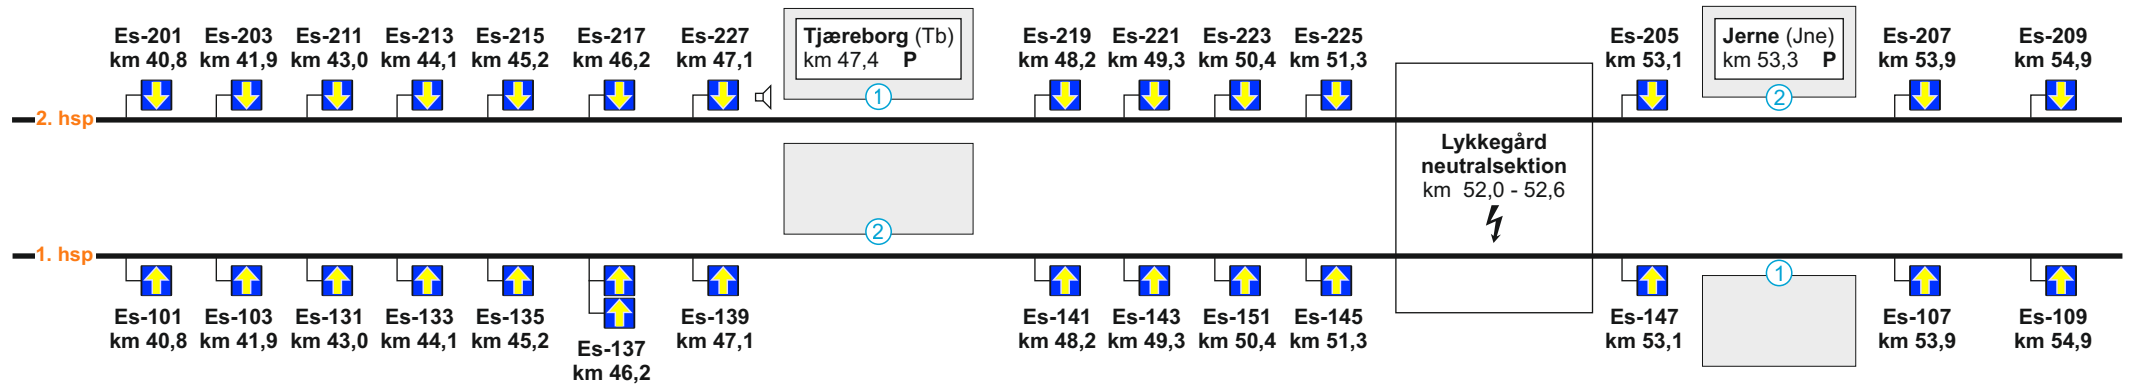 Es-201
km 40,8
Es-203
km 41,9
Es-211
km 43,0
Es-213
km 44,1
Es-215
km 45,2
Es-217
km 46,2
Es-227
km 47,1
Tjæreborg (Tb)
km 47,4 P
1
Es-219
km 48,2
Es-221
km 49,3
Es-223
km 50,4
Es-225
km 51,3
Es-205
km 53,1
Jerne (Jne)
km 53,3 P
2
Es-207
km 53,9
Es-209
km 54,9
2. hsp
Lykkegård
neutralsektion
km 52,0 - 52,6
2
1. hsp
1
Es-101
km 40,8
Es-103
km 41,9
Es-131
km 43,0
Es-133
km 44,1
Es-135
km 45,2
Es-137
km 46,2
Es-139
km 47,1
Es-141
km 48,2
Es-143
km 49,3
Es-151
km 50,4
Es-145
km 51,3
Es-147
km 53,1
Es-107
km 53,9
Es-109
km 54,9